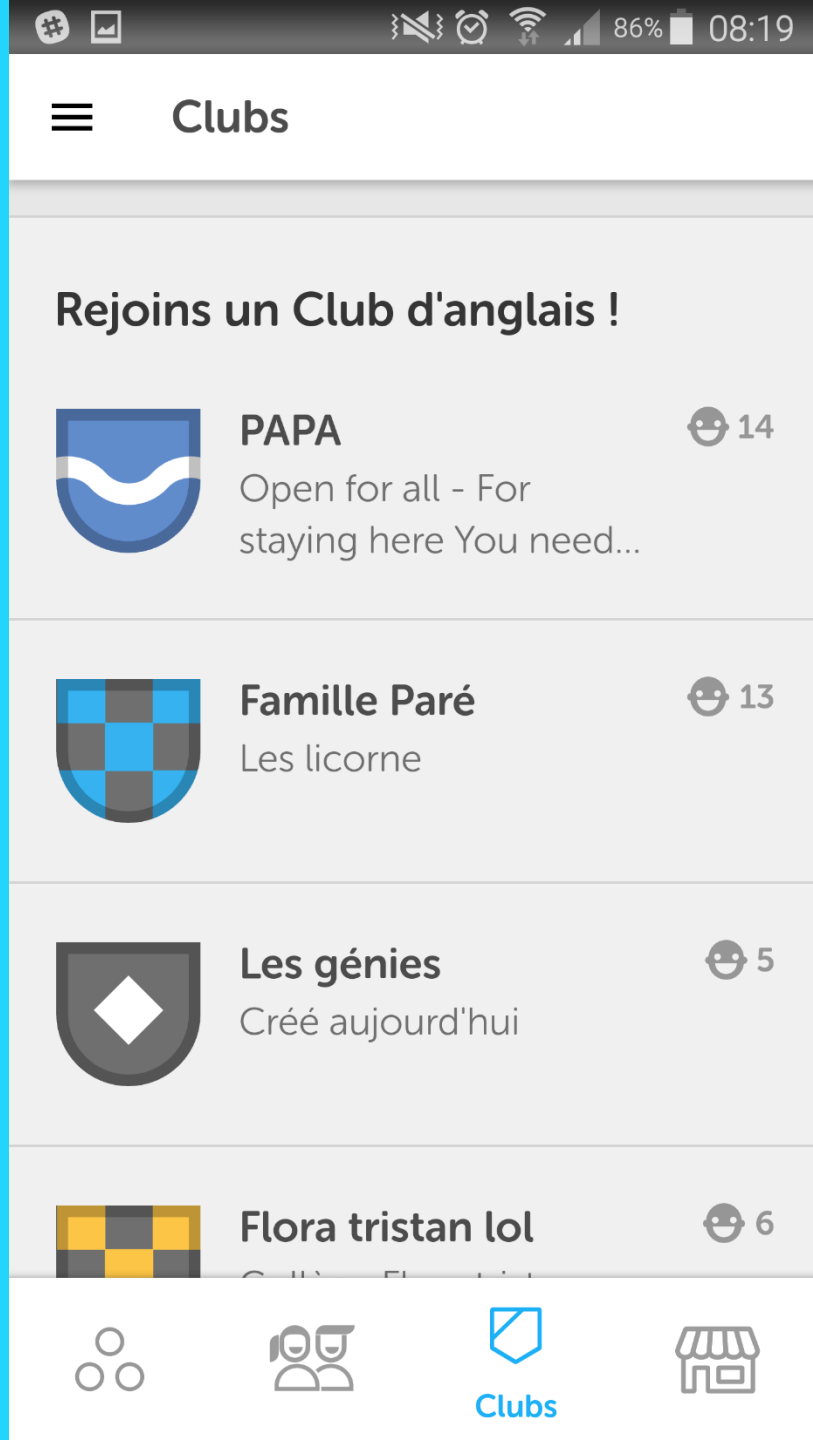 86% 08:19
Clubs
Rejoins un Club d'anglais !
PAPA 14
Open for all - For
staying here You need...
Famille Paré 13
Les licorne
Les génies 5
Créé aujourd'hui
Flora tristan lol 6
Clubs